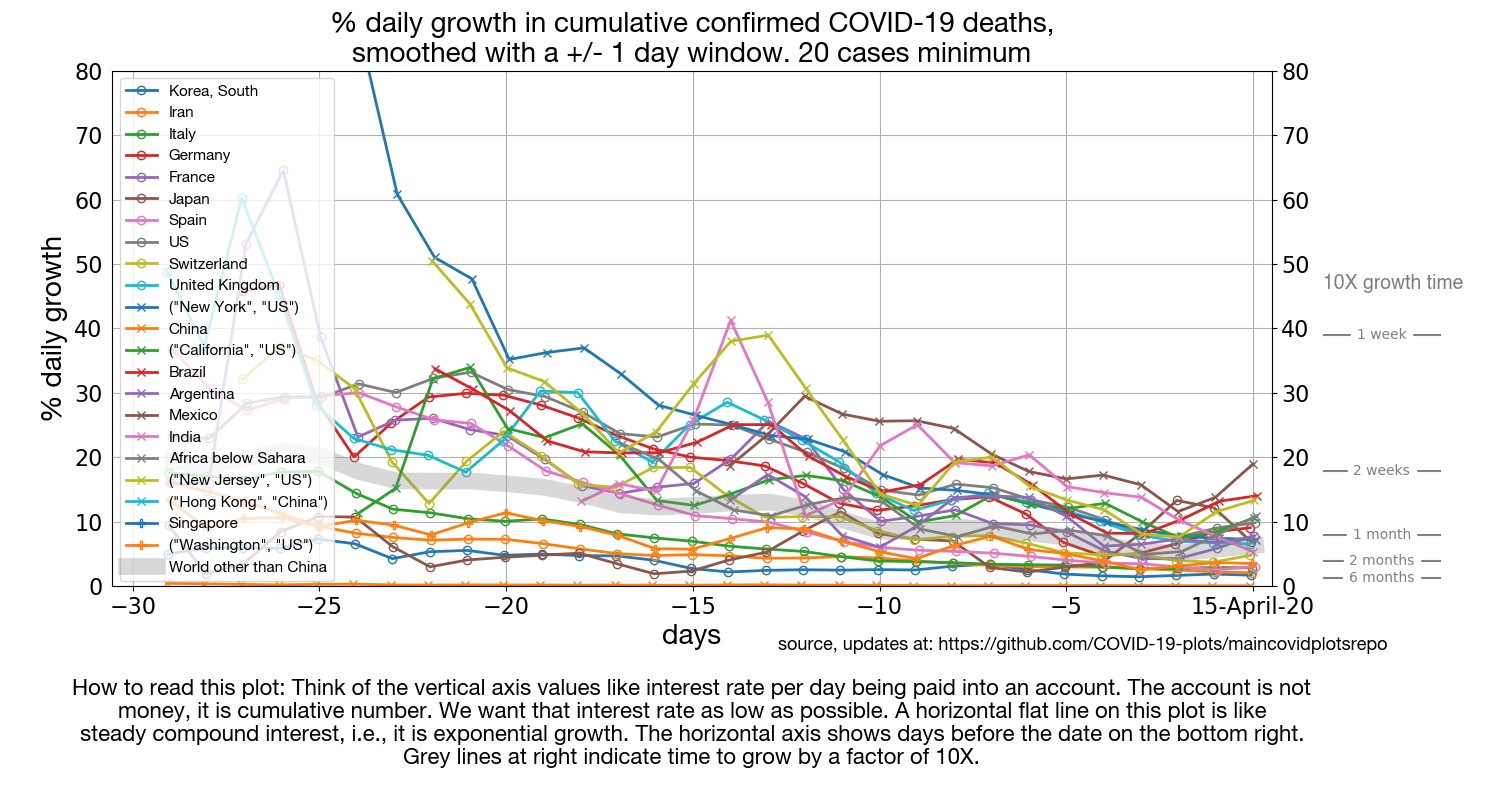 % daily growth in cumulative confirmed COVID-19 deaths,
smoothed with a +/- 1 day window. 20 cases minimum
80
70
60
50
40
30
20
10
0
% daily growth
Korea, South
Iran
Italy
Germany
France
Japan
Spain
US
Switzerland
United Kingdom
("New York", "US")
China
("California", "US")
Brazil
Argentina
Mexico
India
Africa below Sahara
("New Jersey", "US")
("Hong Kong", "China")
Singapore
("Washington", "US")
World other than China
80
70
60
50
40
30
20
10
0
10X growth time
1 week
2 weeks
1 month
2 months
6 months
−30
−25
−20
−15
−10
−5
15-April-20
days
source, updates at: https://github.com/COVID-19-plots/maincovidplotsrepo
How to read this plot: Think of the vertical axis values like interest rate per day being paid into an account. The account is not
money, it is cumulative number. We want that interest rate as low as possible. A horizontal flat line on this plot is like
steady compound interest, i.e., it is exponential growth. The horizontal axis shows days before the date on the bottom right.
Grey lines at right indicate time to grow by a factor of 10X.